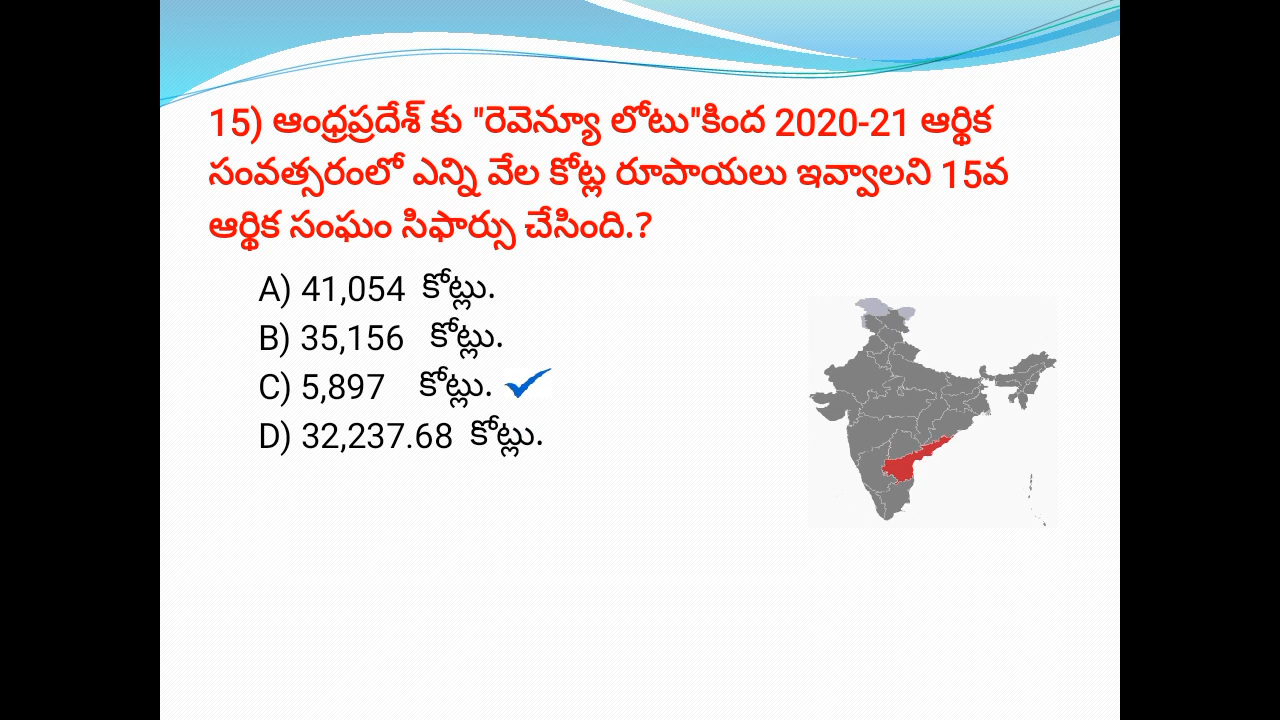 15) ఆంధ్రప్రదేశ్ కు "రెవెన్యూ లోటు"కింద 2020-21 ఆర్థిక
సంవత్సరంలో ఎన్ని వేల కోట్ల రూపాయలు ఇవ్వాలని 15వ
ఆర్థిక సంఘం సిఫార్సు చేసింది.?
A) 41,054 కోట్లు.
B) 35,156 కోట్లు.
C) 5,897 కోట్లు.
D) 32,237.68 కోట్లు.